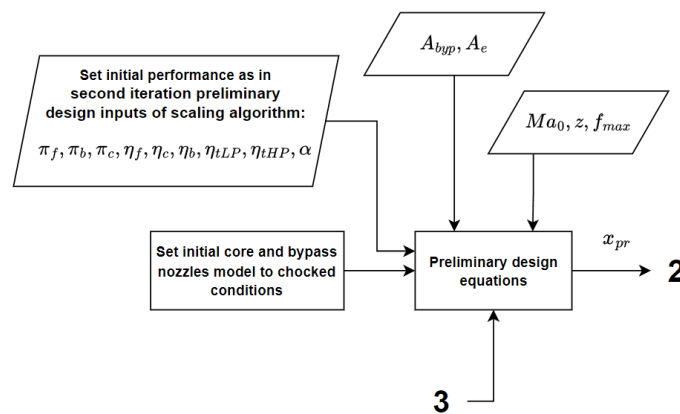 Set initial performance as in
second iteration preliminary
design inputs of scaling algorithm:
π_f, π_b, π_c, η_f, η_c, η_b, η_{tLP}, η_{tHP}, α
A_{byp}, A_e
Ma_0, z, f_{max}
Set initial core and bypass
nozzles model to chocked
conditions
Preliminary design
equations
x_{pr}
2
3